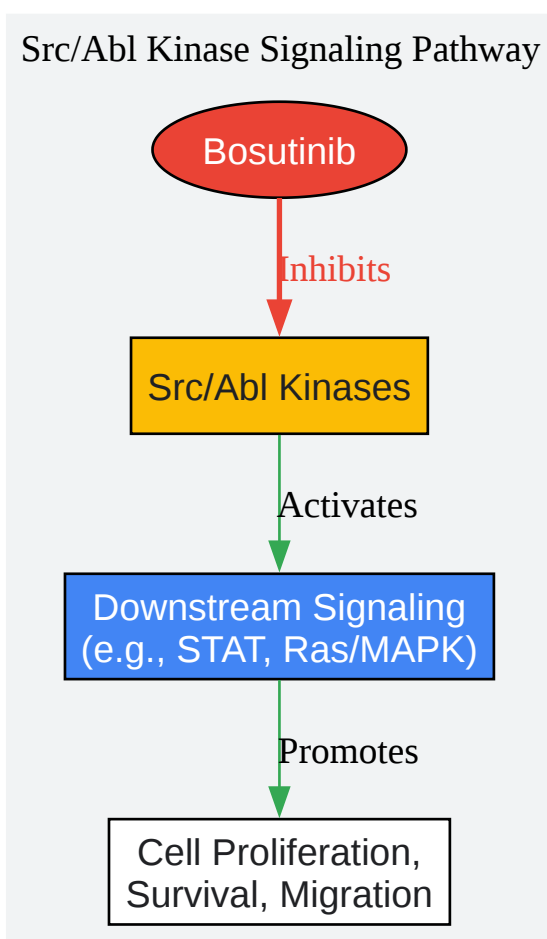 Src/Abl Kinase Signaling Pathway
Bosutinib
Inhibits
Src/Abl Kinases
Activates
Downstream Signaling
(e.g., STAT, Ras/MAPK)
Promotes
Cell Proliferation,
Survival, Migration